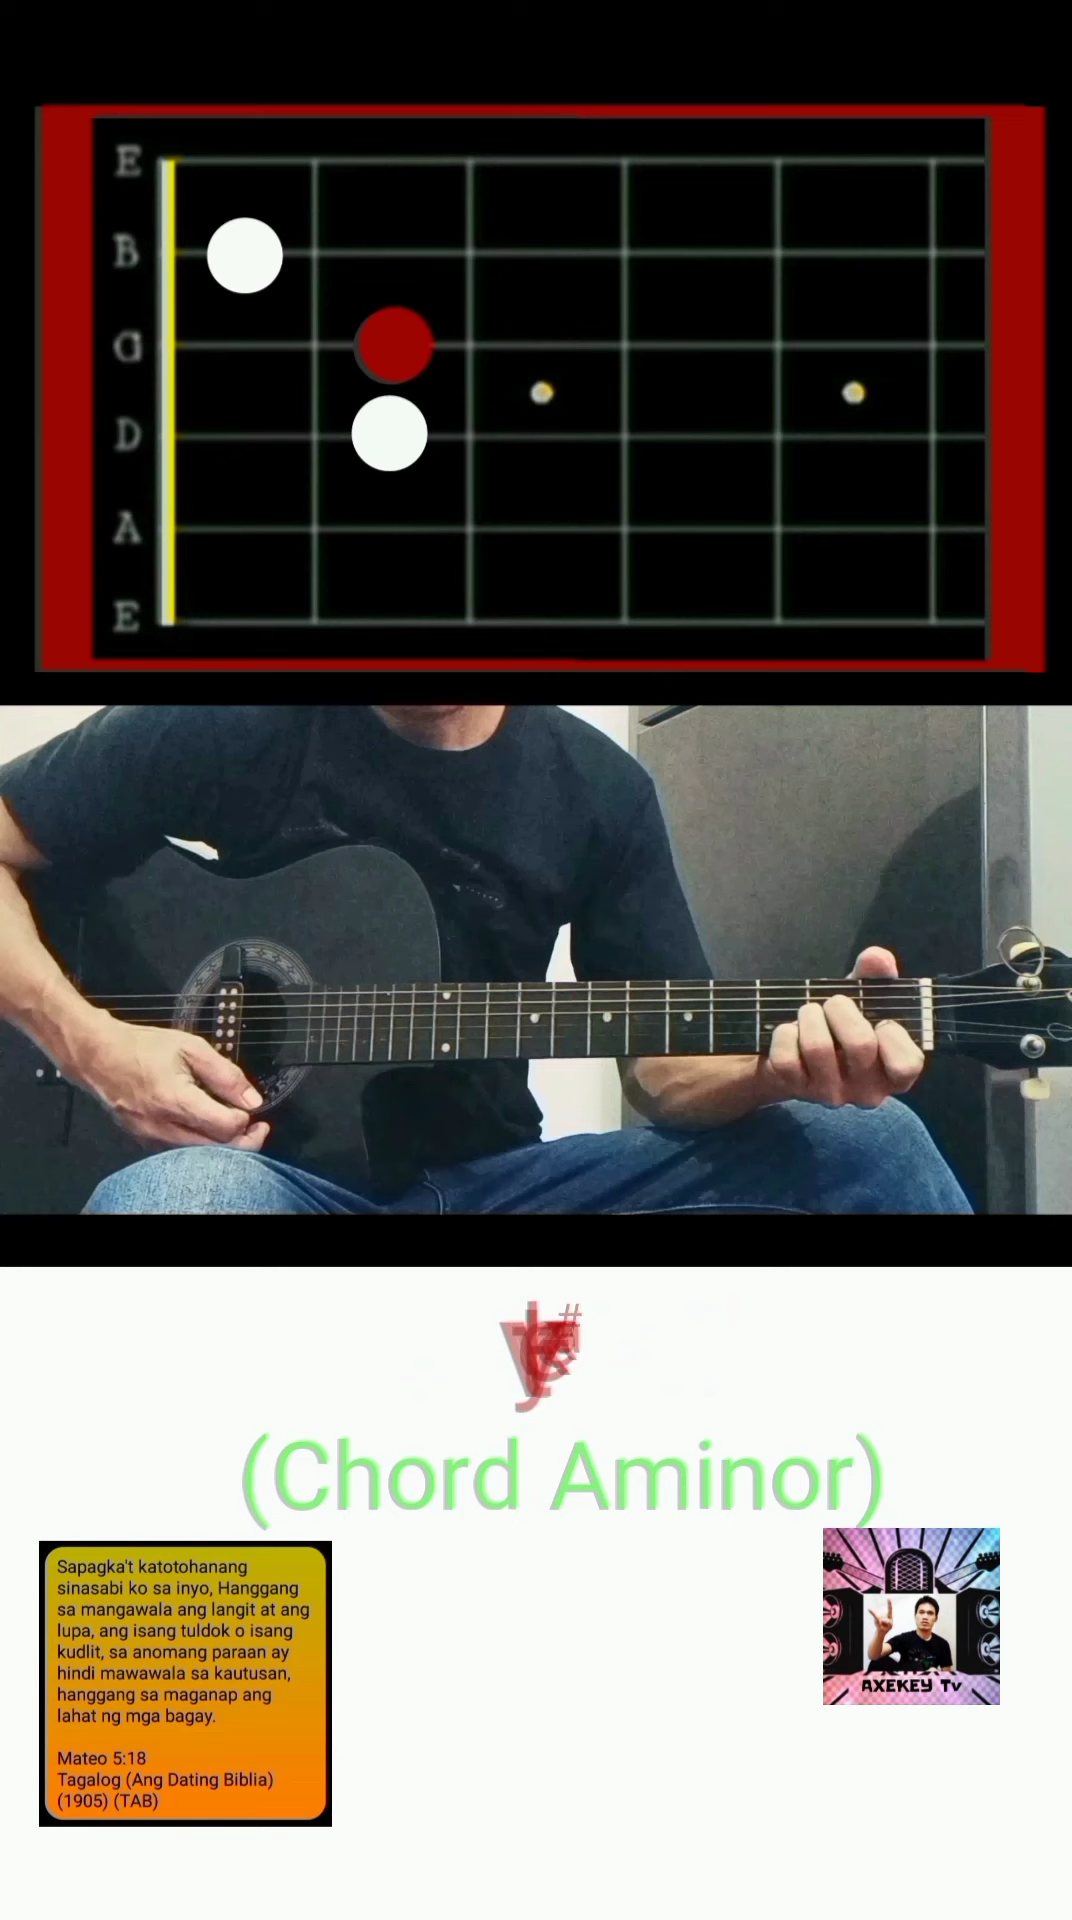 E
B
G
D
A
E
(Chord Aminor)
Sapagka't katotohanang
sinasabi ko sa inyo, Hanggang
sa mangawala ang langit at ang
lupa, ang isang tuldok o isang
kudlit, sa anomang paraan ay
hindi mawawala sa kautusan,
hanggang sa maganap ang
lahat ng mga bagay.
Mateo 5:18
Tagalog (Ang Dating Biblia)
(1905) (TAB)
AXEKEY Tv